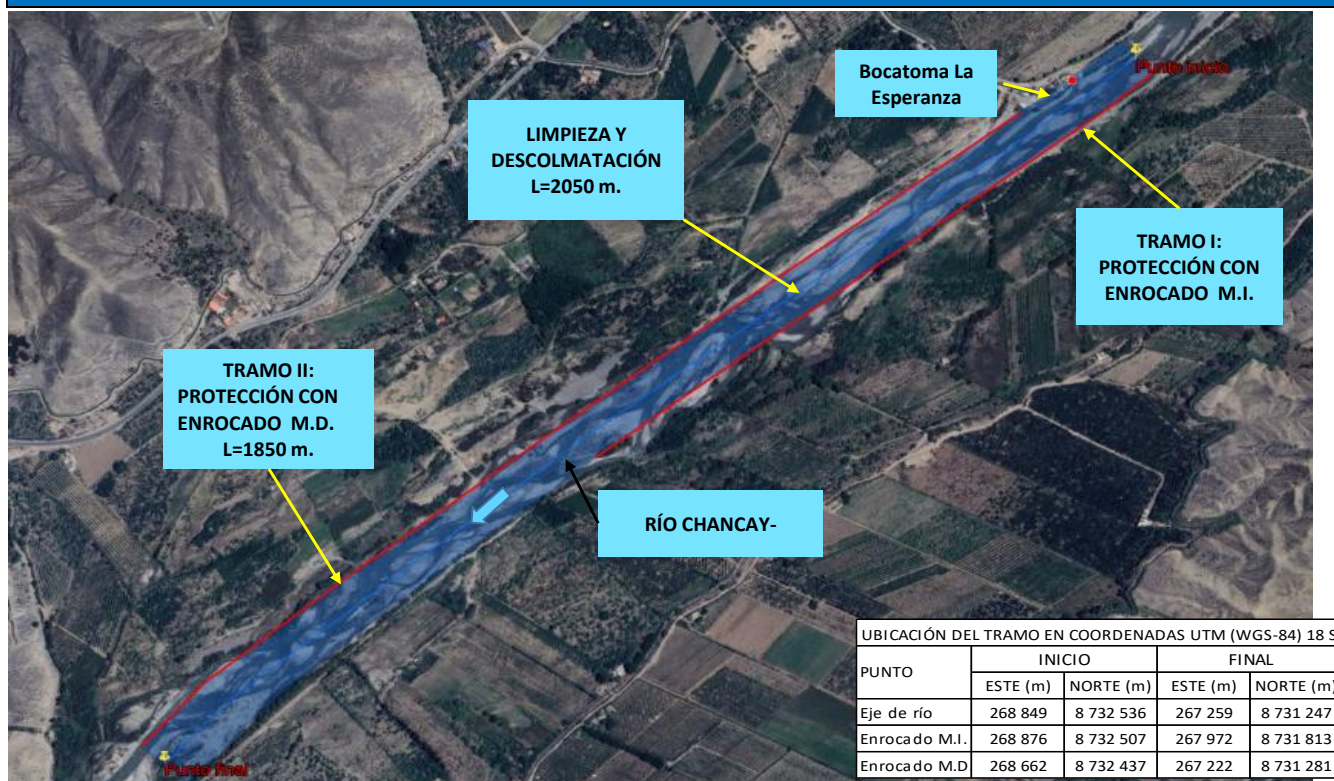 Punto inicio
Bocatoma La
Esperanza
LIMPIEZA Y
DESCOLMATACIÓN
L=2050 m.
TRAMO I:
PROTECCIÓN CON
ENROCADO M.I.
TRAMO II:
PROTECCIÓN CON
ENROCADO M.D.
L=1850 m.
RÍO CHANCAY-
Punto final
UBICACIÓN DEL TRAMO EN COORDENADAS UTM (WGS-84) 18 S
PUNTO INICIO FINAL
ESTE (m) NORTE (m) ESTE (m) NORTE (m)
Eje de río 268 849 8 732 536 267 259 8 731 247
Enrocado M.I. 268 876 8 732 507 267 972 8 731 813
Enrocado M.D 268 662 8 732 437 267 222 8 731 281